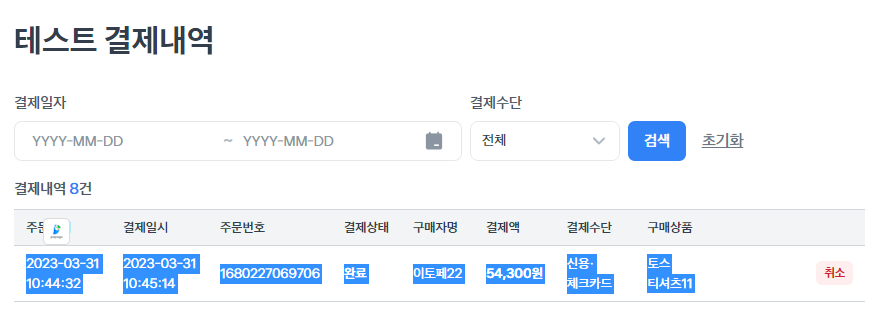 테스트 결제내역
결제일자 결제수단
YYYY-MM-DD ~ YYYY-MM-DD 전체 검색 초기화
결제내역 8건
결제일시 주문번호 결제상태 구매자명 결제액 결제수단 구매상품
2023-03-31 2023-03-31 1680227069706 완료 이토페22 54,300원 신용· 토스 취소
10:44:32 10:45:14 체크카드 티셔츠11